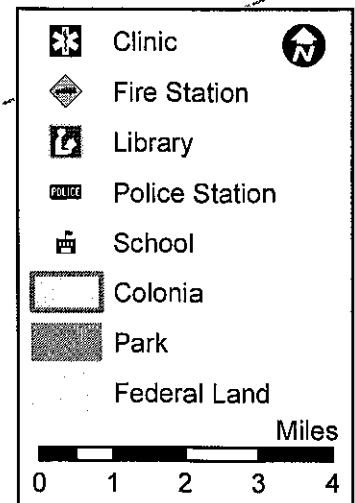 Clinic
N
Fire Station
Library
POLICE Police Station
School
Colonia
Park
Federal Land
Miles
0 1 2 3 4